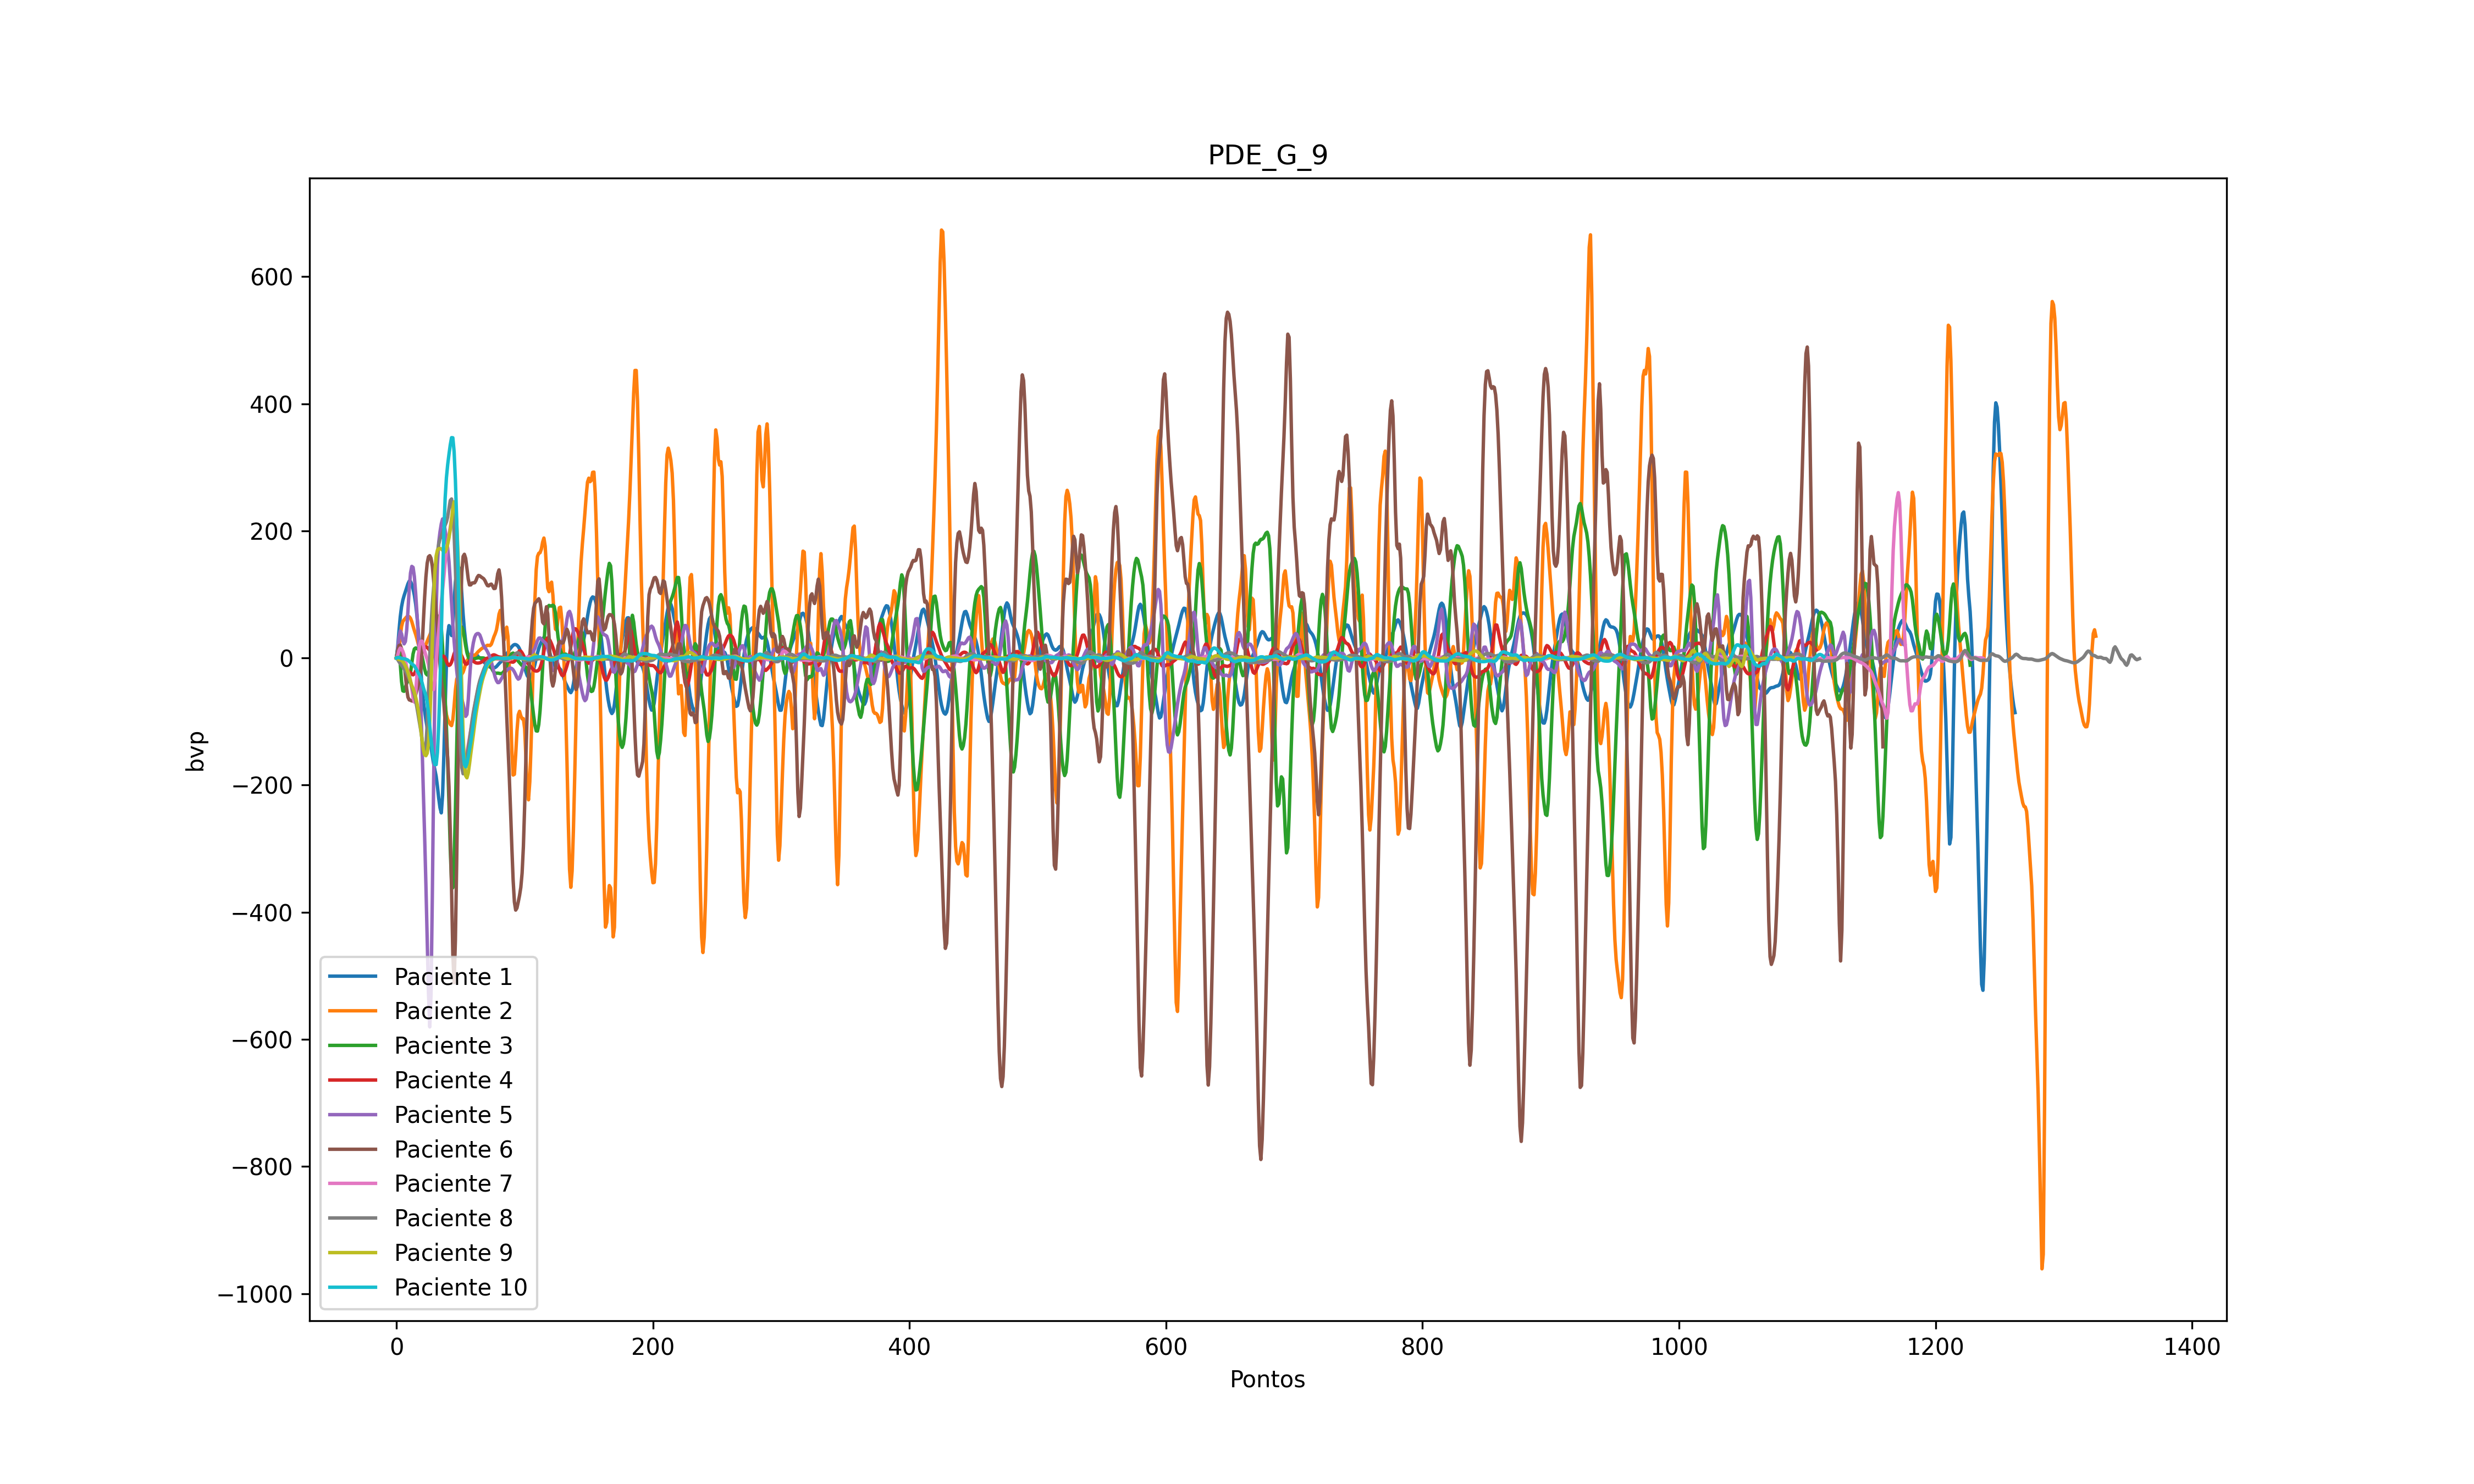 PDE_G_9
bvp
600
400
200
0
−200
−400
−600
−800
−1000
Paciente 1
Paciente 2
Paciente 3
Paciente 4
Paciente 5
Paciente 6
Paciente 7
Paciente 8
Paciente 9
Paciente 10
0 200 400 600 800 1000 1200 1400
Pontos